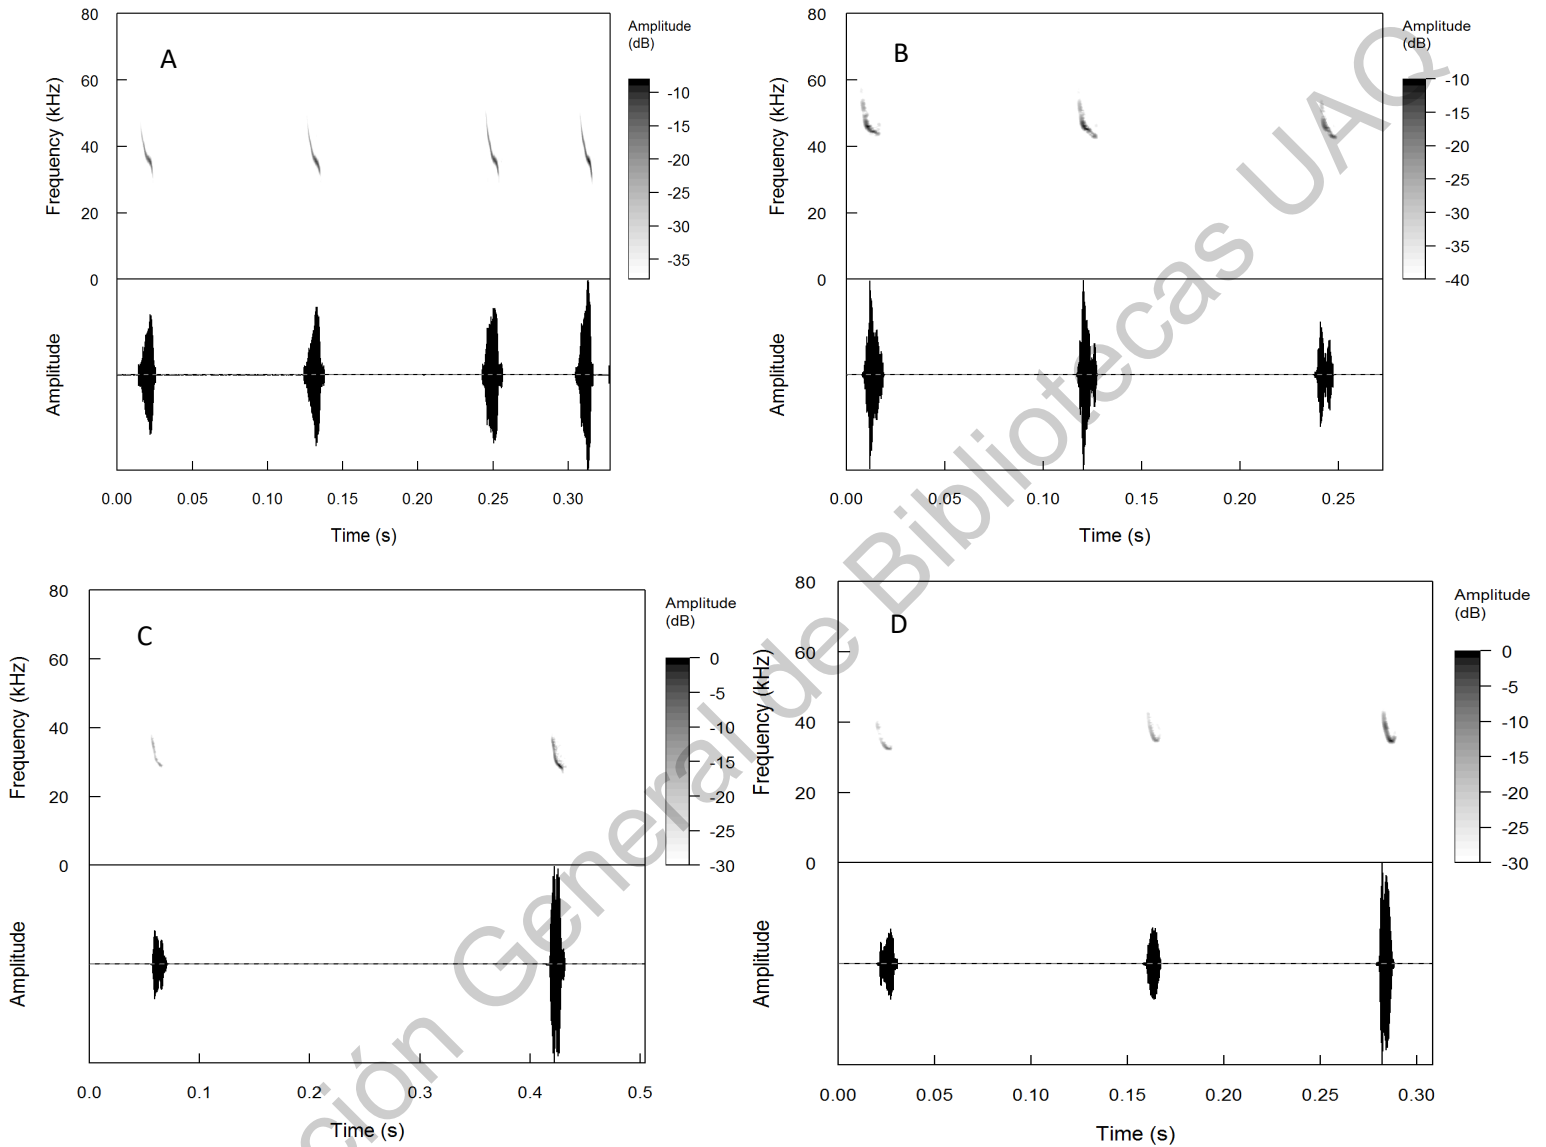 A
Frequency (kHz)
80
60
40
20
0
Amplitude
(dB)
-10
-15
-20
-25
-30
-35
Amplitude
0.00 0.05 0.10 0.15 0.20 0.25 0.30
Time (s)
B
Frequency (kHz)
80
60
40
20
0
Amplitude
(dB)
-10
-15
-20
-25
-30
-35
-40
Amplitude
0.00 0.05 0.10 0.15 0.20 0.25
Time (s)
C
Frequency (kHz)
80
60
40
20
0
Amplitude
(dB)
0
-5
-10
-15
-20
-25
-30
Amplitude
0.0 0.1 0.2 0.3 0.4 0.5
Time (s)
D
Frequency (kHz)
80
60
40
20
0
Amplitude
(dB)
0
-5
-10
-15
-20
-25
-30
Amplitude
0.00 0.05 0.10 0.15 0.20 0.25 0.30
Time (s)
ción General de Bibliotecas UAQ